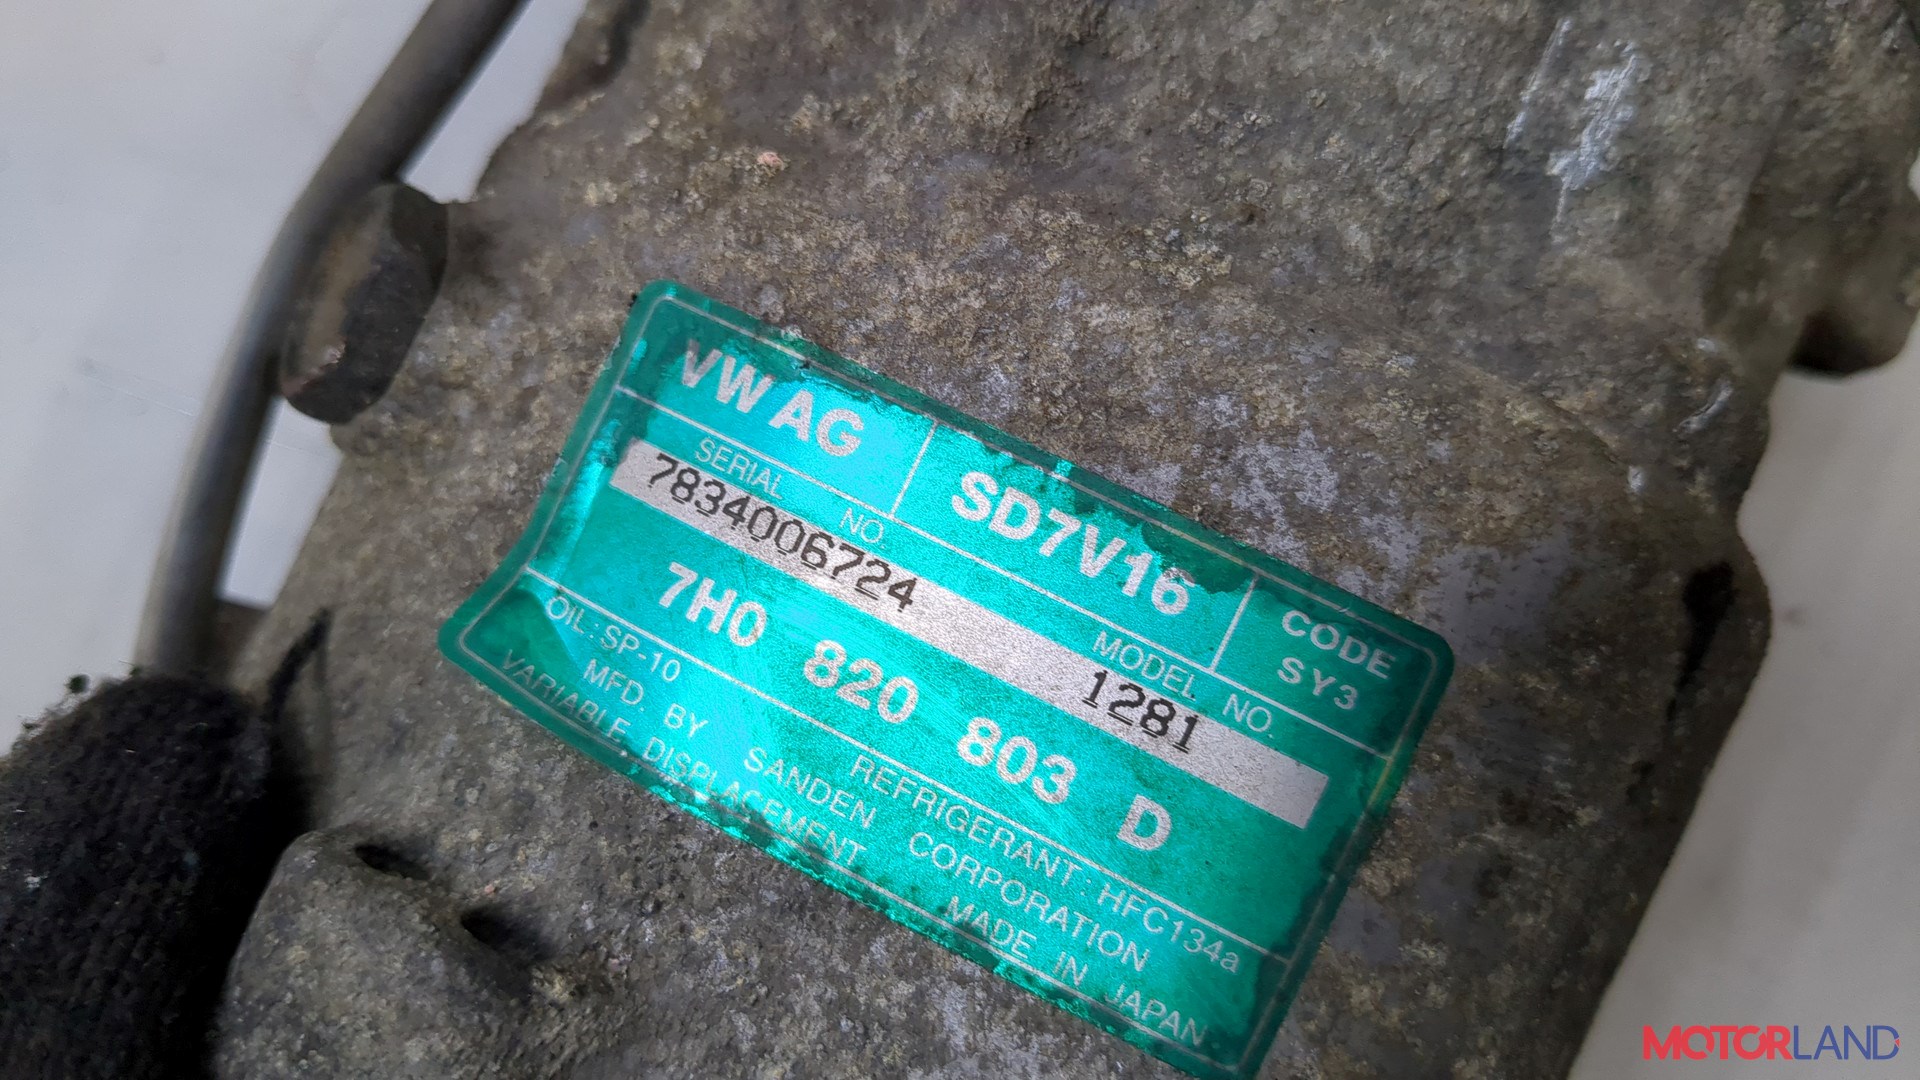 VW AG SD7V16 CODE SY3
SERIAL NO. MODEL NO.
7834006724 1281
7H0 820 803 D
OIL: SP-10 REFRIGERANT: HFC134a
MFD. BY SANDEN CORPORATION
VARIABLE DISPLACEMENT MADE IN JAPAN
MOTORLAND